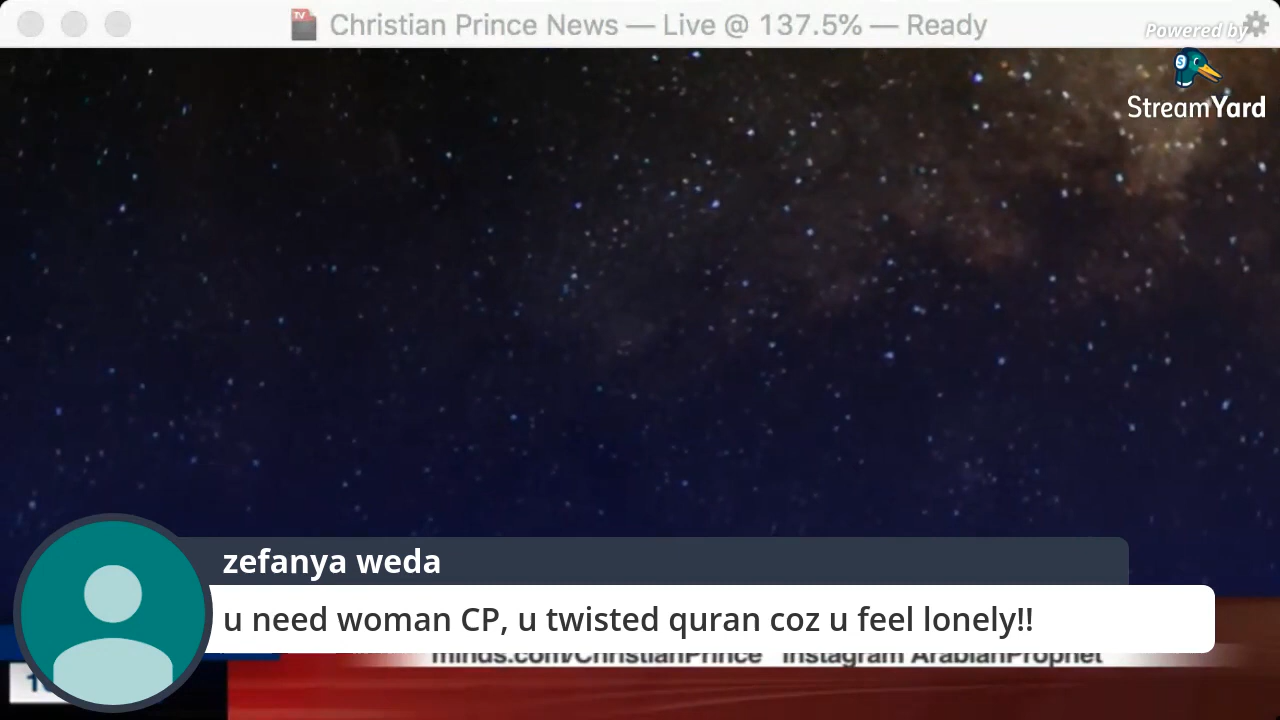 Christian Prince News — Live @ 137.5% — Ready
Powered by
StreamYard
zefanya weda
u need woman CP, u twisted quran coz u feel lonely!!
minds.com/ChristianPrince Instagram ArabianProphet